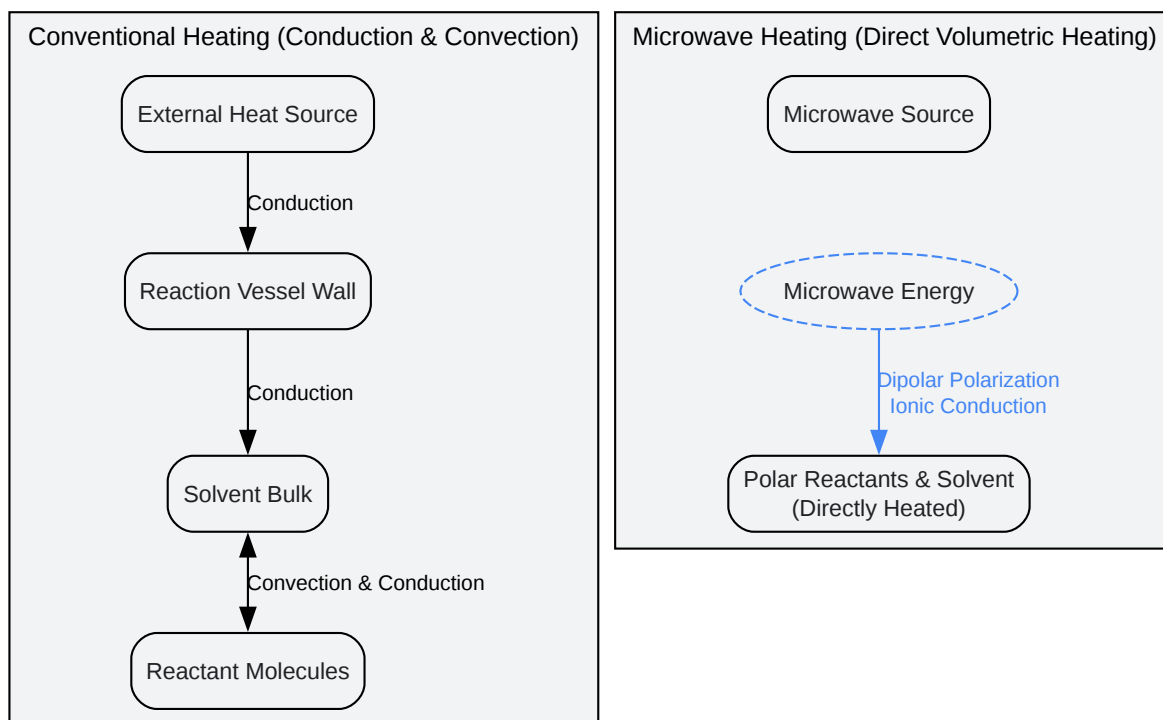 Conventional Heating (Conduction & Convection)
External Heat Source
Conduction
Reaction Vessel Wall
Conduction
Solvent Bulk
Convection & Conduction
Reactant Molecules
Microwave Heating (Direct Volumetric Heating)
Microwave Source
Microwave Energy
Dipolar Polarization
Ionic Conduction
Polar Reactants & Solvent
(Directly Heated)